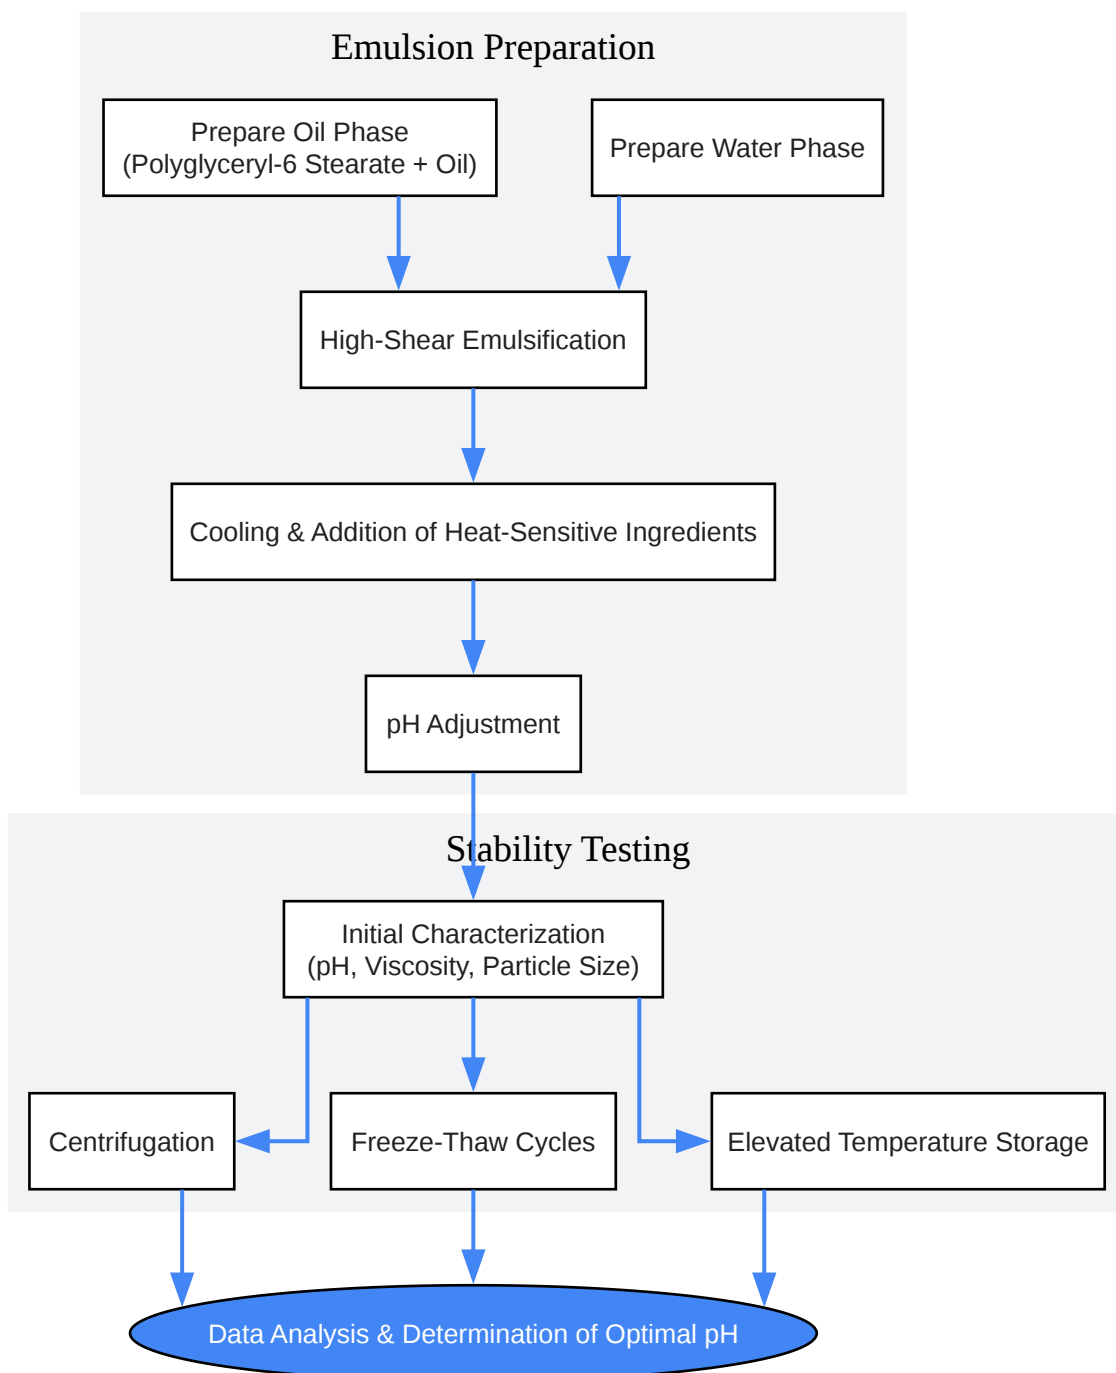 Emulsion Preparation
Prepare Oil Phase
(Polyglyceryl-6 Stearate + Oil)
Prepare Water Phase
High-Shear Emulsification
Cooling & Addition of Heat-Sensitive Ingredients
pH Adjustment
Stability Testing
Initial Characterization
(pH, Viscosity, Particle Size)
Centrifugation
Freeze-Thaw Cycles
Elevated Temperature Storage
Data Analysis & Determination of Optimal pH